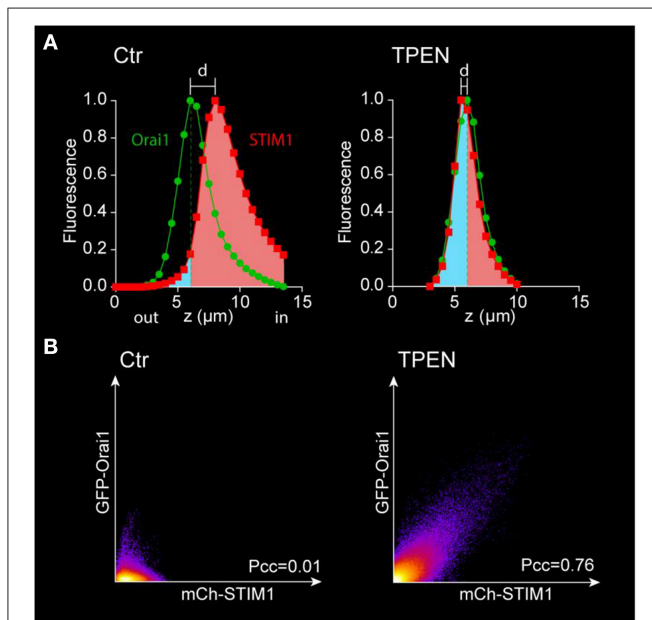 A
Ctr
d
Fluorescence
1.0
0.8
0.6
0.4
0.2
0.0
Orai1
STIM1
0 5 10 15
out z (µm) in
TPEN
d
Fluorescence
1.0
0.8
0.6
0.4
0.2
0.0
0 5 10 15
z (µm)
B
Ctr
GFP-Orai1
Pcc=0.01
mCh-STIM1
TPEN
GFP-Orai1
Pcc=0.76
mCh-STIM1